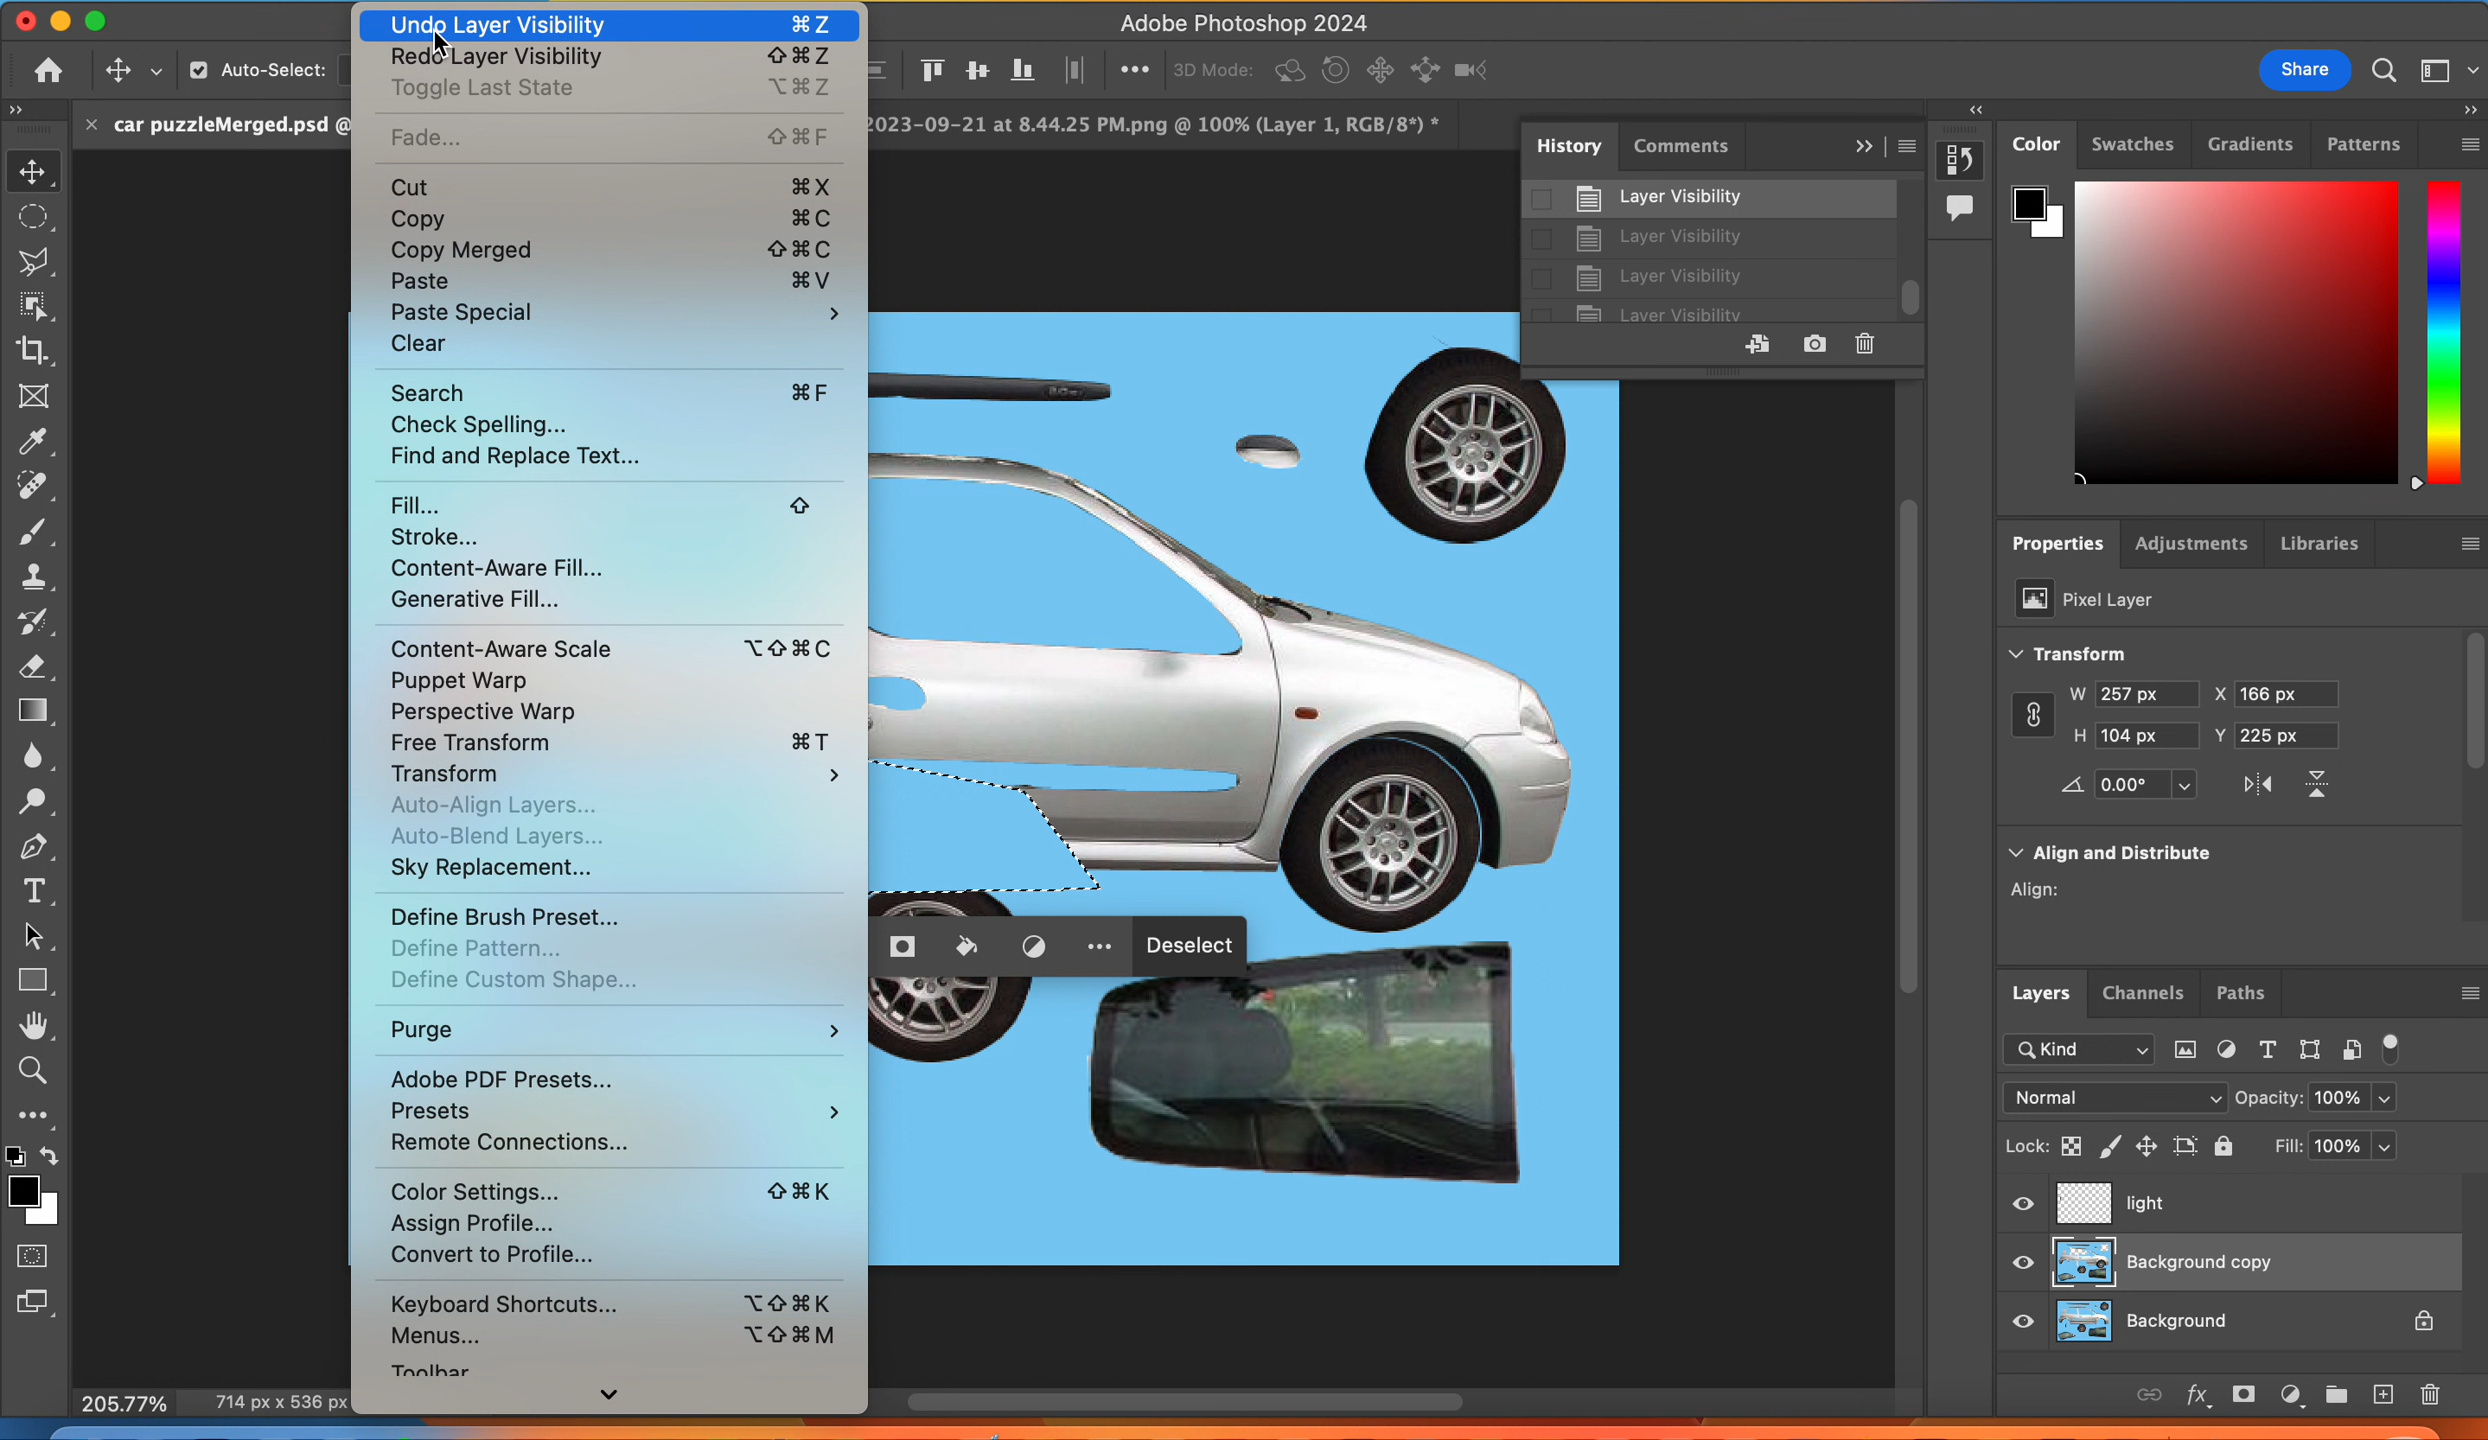 Undo Layer Visibility ⌘Z
Redo Layer Visibility ⇧⌘Z
Toggle Last State ⌥⌘Z
Fade... ⇧⌘F
Cut ⌘X
Copy ⌘C
Copy Merged ⇧⌘C
Paste ⌘V
Paste Special >
Clear
Search ⌘F
Check Spelling...
Find and Replace Text...
Fill... ⇧
Stroke...
Content-Aware Fill...
Generative Fill...
Content-Aware Scale ⌥⇧⌘C
Puppet Warp
Perspective Warp
Free Transform ⌘T
Transform >
Auto-Align Layers...
Auto-Blend Layers...
Sky Replacement...
Define Brush Preset...
Define Pattern...
Define Custom Shape...
Purge >
Adobe PDF Presets...
Presets >
Remote Connections...
Color Settings... ⇧⌘K
Assign Profile...
Convert to Profile...
Keyboard Shortcuts... ⌥⇧⌘K
Menus... ⌥⇧⌘M
Toolbar
Adobe Photoshop 2024
Auto-Select:
3D Mode:
Share
car puzzleMerged.psd @
2023-09-21 at 8.44.25 PM.png @ 100% (Layer 1, RGB/8*) *
History Comments
Layer Visibility
Layer Visibility
Layer Visibility
Layer Visibility
Deselect
205.77% 714 px x 536 px
Color Swatches Gradients Patterns
Properties Adjustments Libraries
Pixel Layer
Transform
W 257 px X 166 px
H 104 px Y 225 px
0.00°
Align and Distribute
Align:
Layers Channels Paths
Kind
Normal Opacity: 100%
Lock: Fill: 100%
light
Background copy
Background